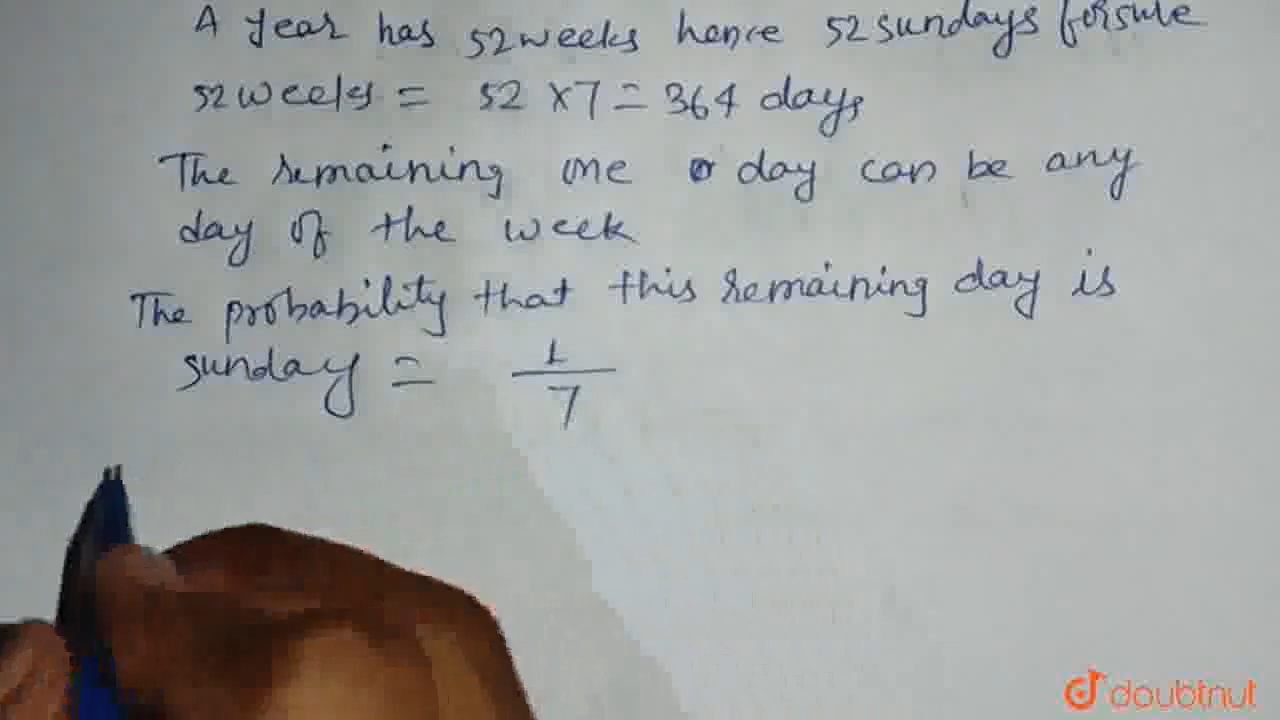 A year has 52 weeks hence 52 sundays for sure
52 weeks = 52 × 7 = 364 days
The remaining one day can be any
day of the week
The probability that this remaining day is
sunday = 1/7
doubtnut